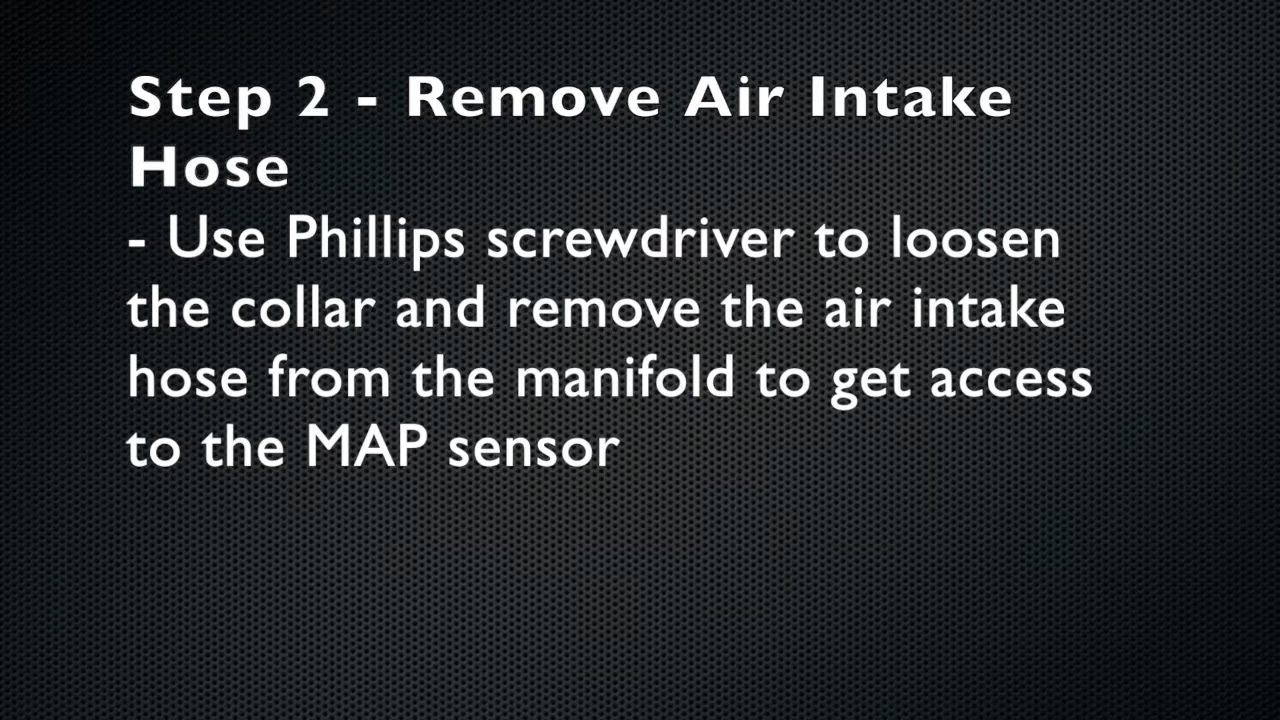 Step 2 - Remove Air Intake
Hose
- Use Phillips screwdriver to loosen
the collar and remove the air intake
hose from the manifold to get access
to the MAP sensor